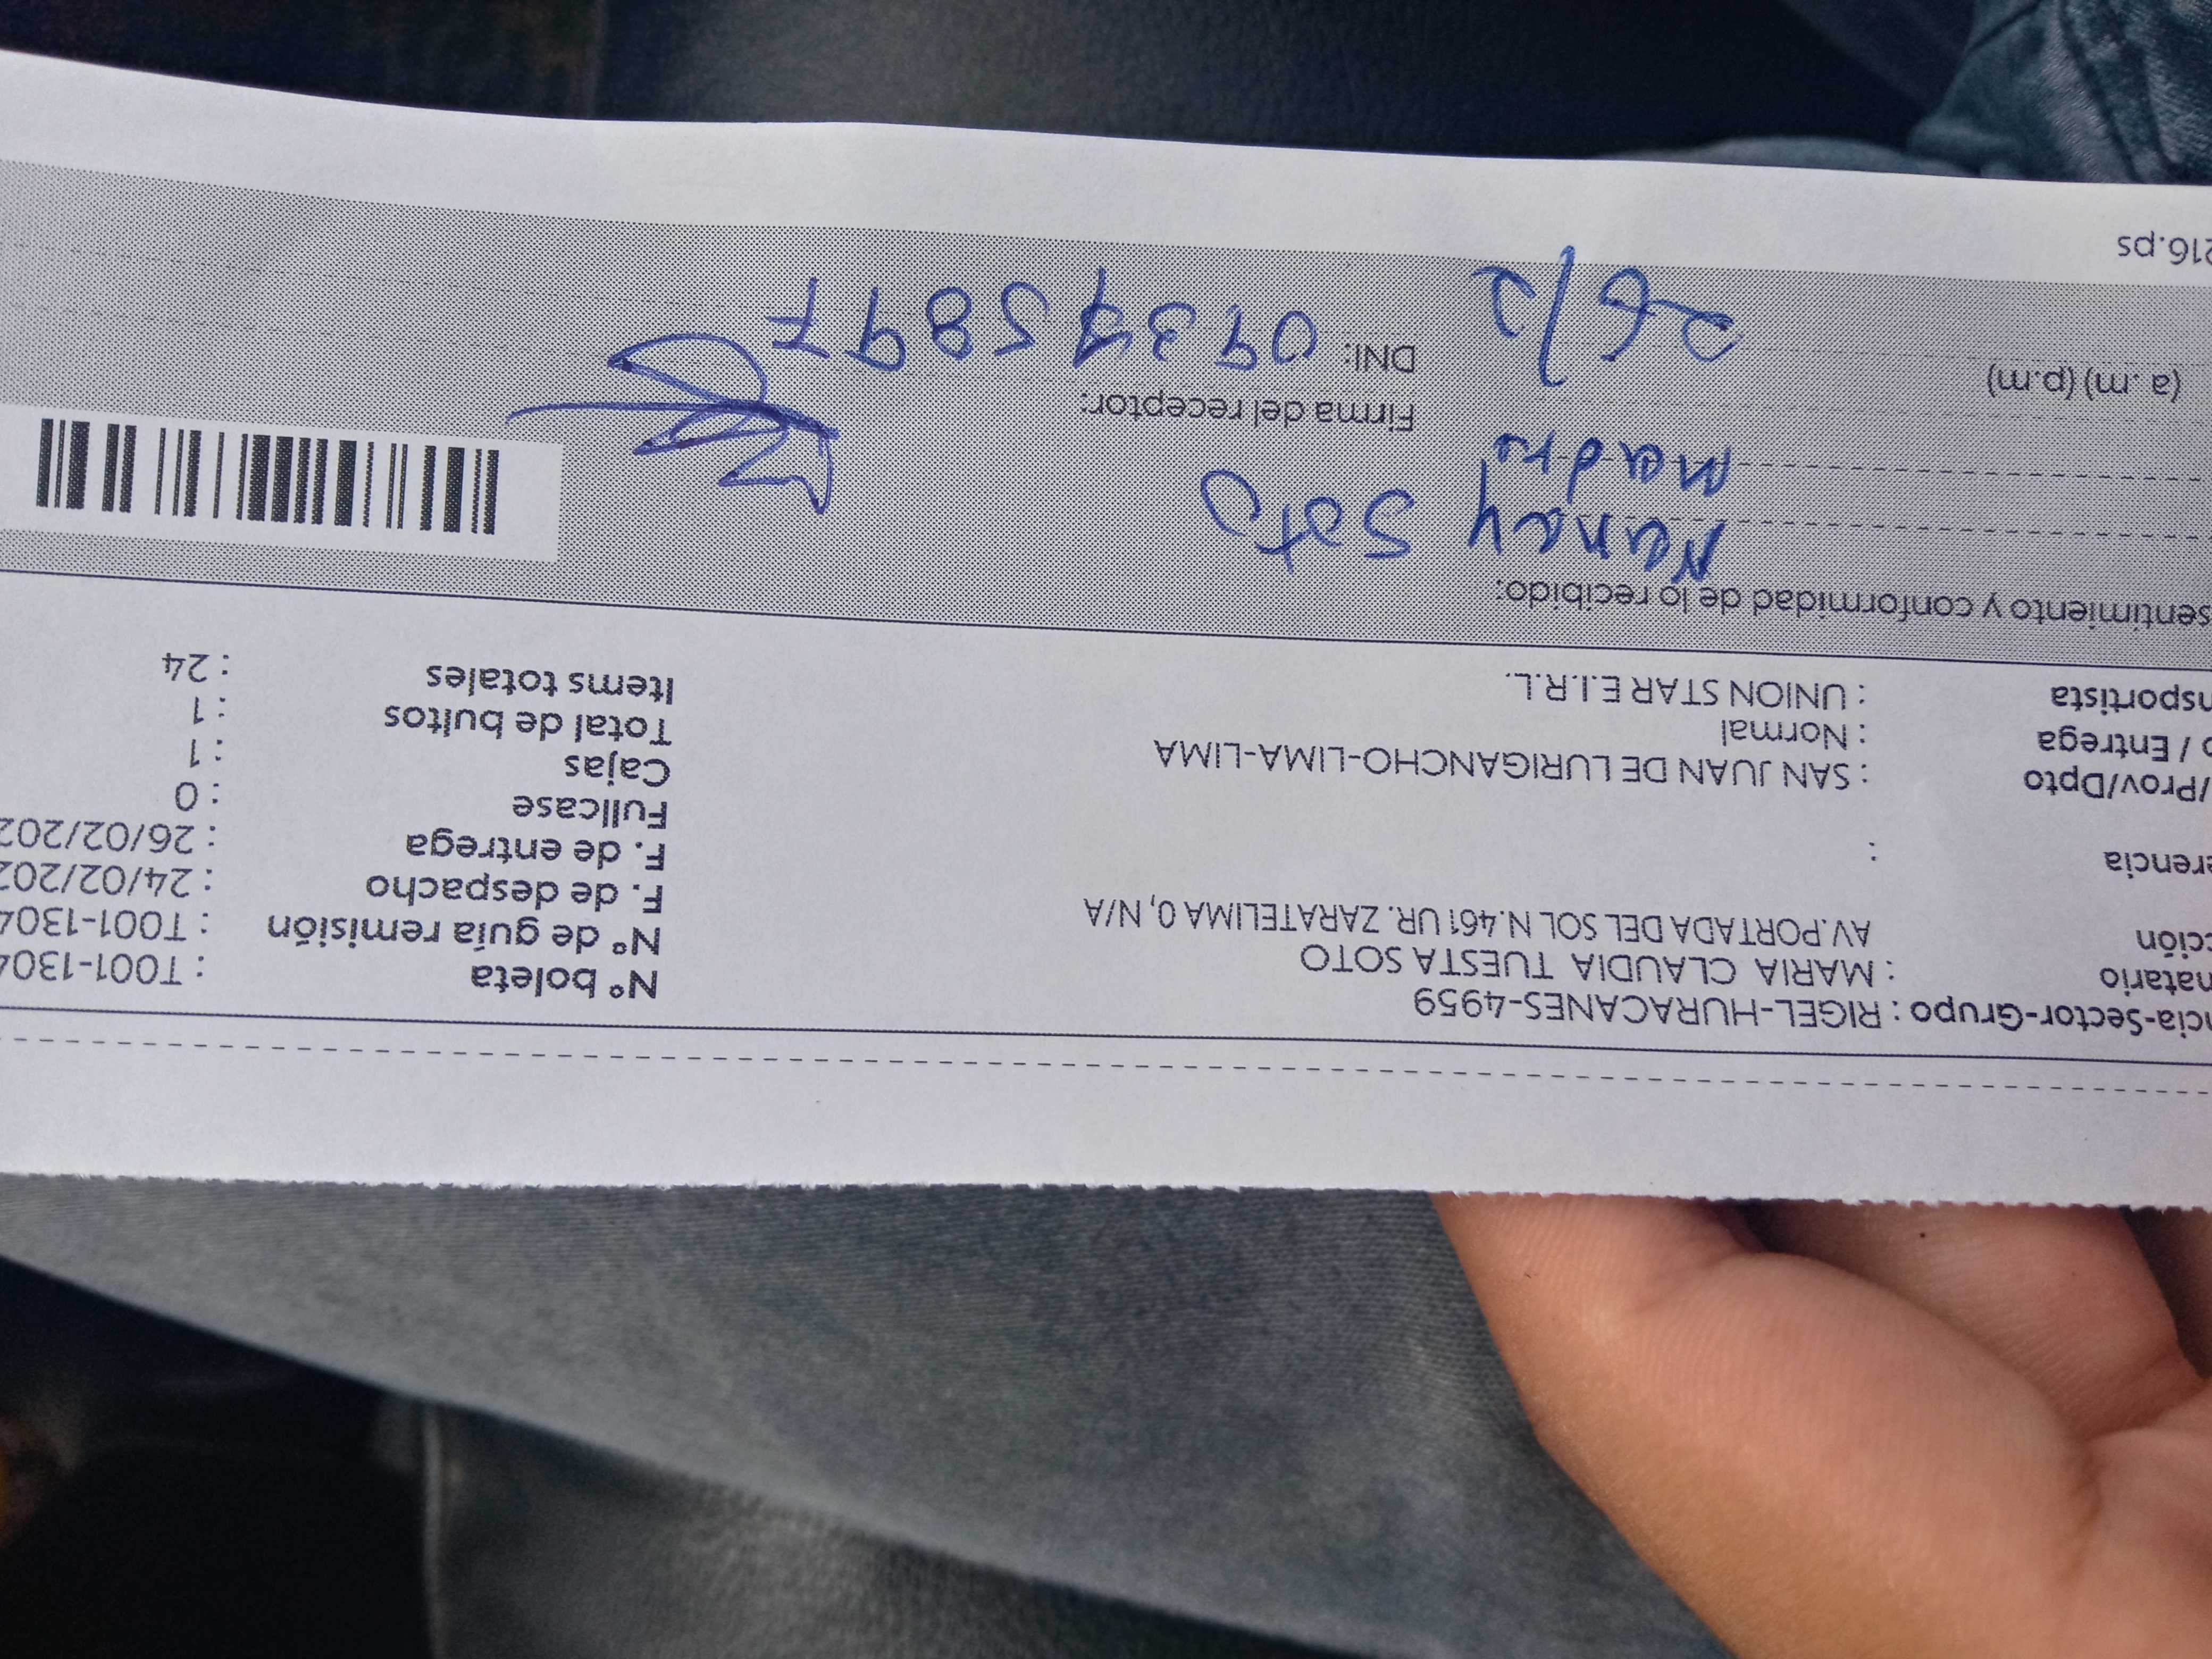 ncia-Sector-Grupo : RIGEL-HURACANES-4959
natario : MARIA CLAUDIA TUESTA SOTO
cción AV.PORTADA DEL SOL N.461 UR. ZARATELIMA 0, N/A
erencia :
/Prov/Dpto : SAN JUAN DE LURIGANCHO-LIMA-LIMA
o / Entrega : Normal
nsportista : UNION STAR E.I.R.L.
N° boleta : T001-1304
N° de guía remisión : T001-1304
F. de despacho : 24/02/202
F. de entrega : 26/02/202
Fullcase : 0
Cajas : 1
Total de bultos : 1
Items totales : 24
sentimiento y conformidad de lo recibido:
Nancy Soto
madre
Firma del receptor:
(a .m) (p.m) 26/2
DNI:
216.ps